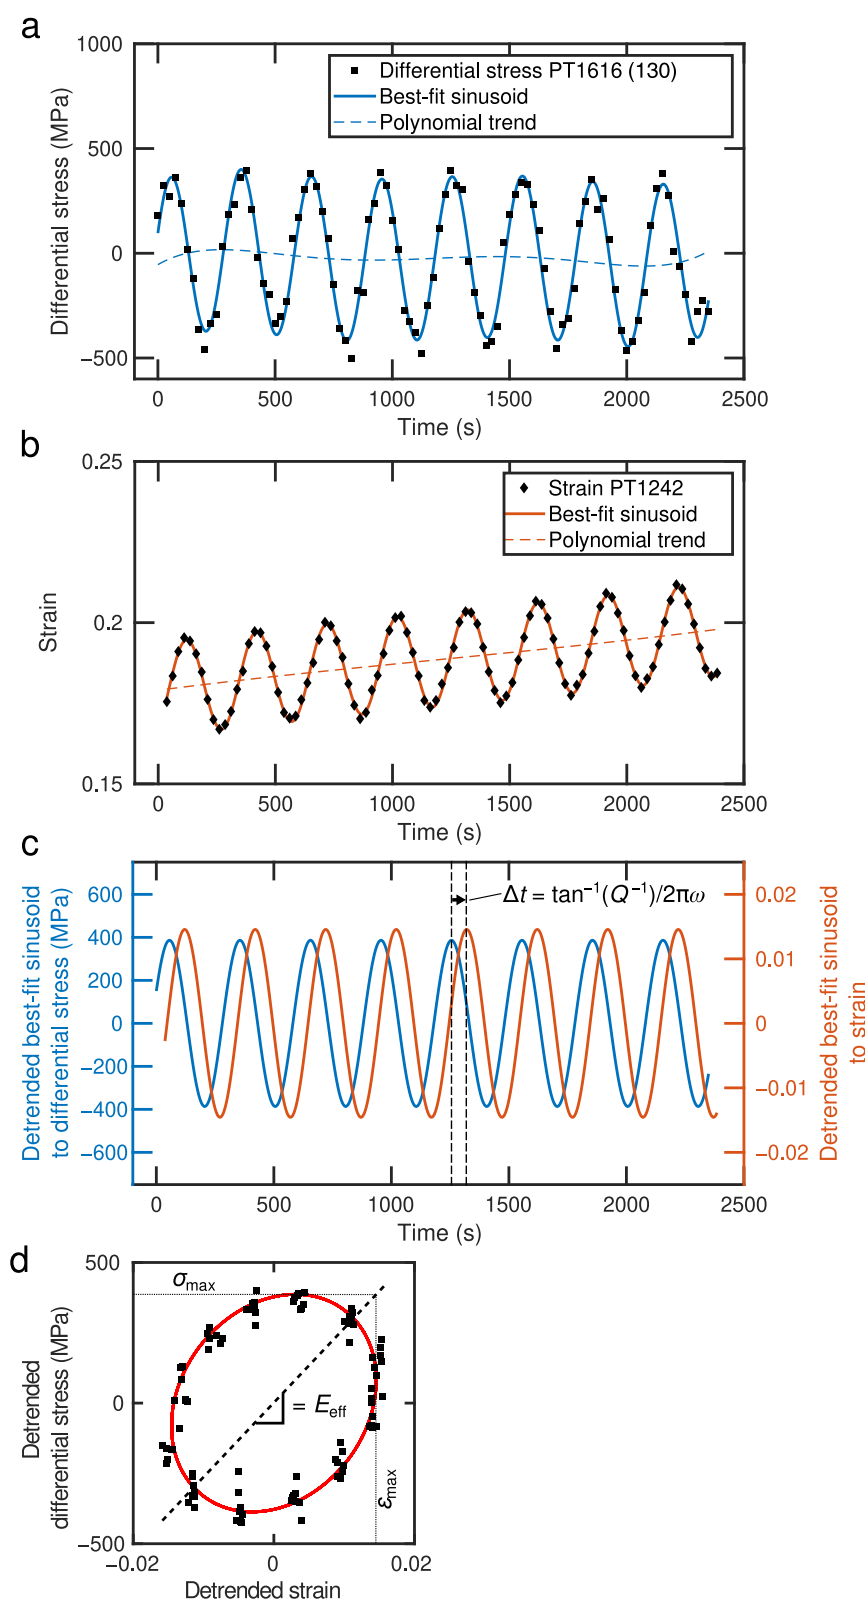 a
1000
500
0
−500
Differential stress (MPa)
Differential stress PT1616 (130)
Best-fit sinusoid
Polynomial trend
0
500
1000
1500
2000
2500
Time (s)
b
0.25
0.2
0.15
Strain
Strain PT1242
Best-fit sinusoid
Polynomial trend
0
500
1000
1500
2000
2500
Time (s)
c
600
400
200
0
−200
−400
−600
Detrended best-fit sinusoid
to differential stress (MPa)
Δt = tan⁻¹(Q⁻¹)/2πω
0.02
0.01
0
−0.01
−0.02
Detrended best-fit sinusoid
to strain
0
500
1000
1500
2000
2500
Time (s)
d
500
0
−500
Detrended
differential stress (MPa)
σmax
= Eeff
εmax
−0.02
0
0.02
Detrended strain